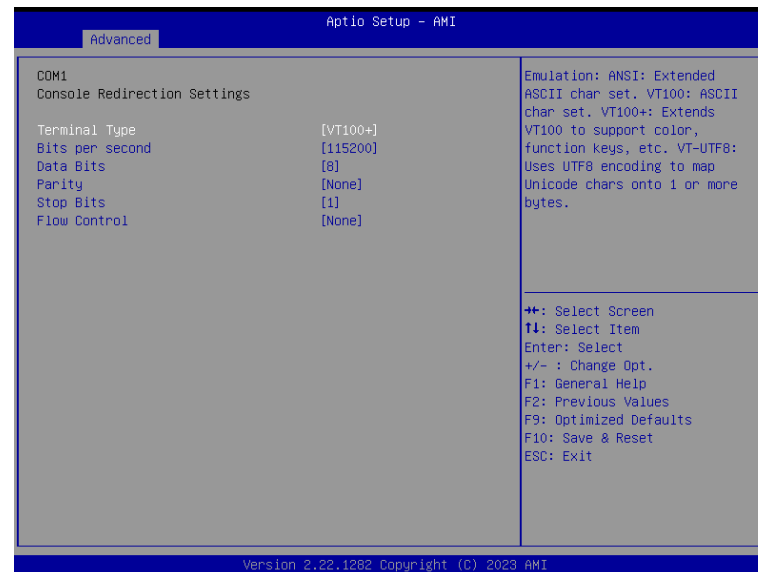 Aptio Setup - AMI
Advanced
COM1
Console Redirection Settings
Terminal Type [VT100+]
Bits per second [115200]
Data Bits [8]
Parity [None]
Stop Bits [1]
Flow Control [None]
Emulation: ANSI: Extended
ASCII char set. VT100: ASCII
char set. VT100+: Extends
VT100 to support color,
function keys, etc. VT-UTF8:
Uses UTF8 encoding to map
Unicode chars onto 1 or more
bytes.
→←: Select Screen
↑↓: Select Item
Enter: Select
+/- : Change Opt.
F1: General Help
F2: Previous Values
F9: Optimized Defaults
F10: Save & Reset
ESC: Exit
Version 2.22.1282 Copyright (C) 2023 AMI